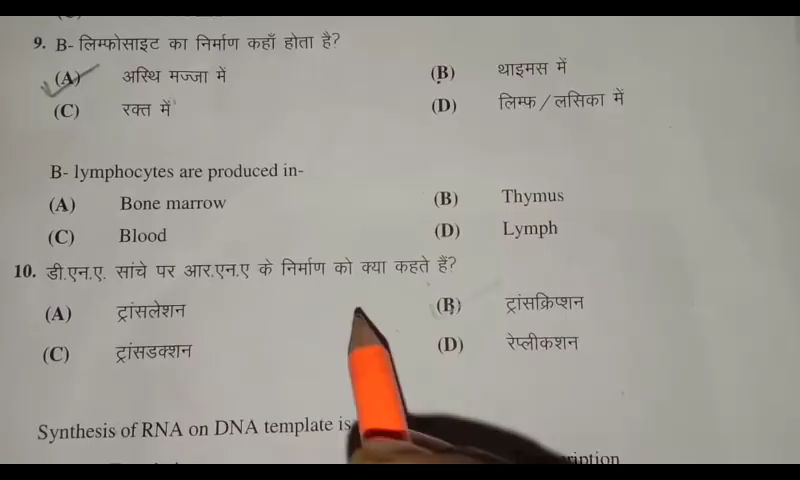 9. B- लिम्फोसाइट का निर्माण कहाँ होता है?
(A) अस्थि मज्जा में (B) थाइमस में
(C) रक्त में (D) लिम्फ / लसिका में
B- lymphocytes are produced in-
(A) Bone marrow (B) Thymus
(C) Blood (D) Lymph
10. डी.एन.ए. सांचे पर आर.एन.ए के निर्माण को क्या कहते हैं?
(A) ट्रांसलेशन (B) ट्रांसक्रिप्शन
(C) ट्रांसडक्शन (D) रेप्लीकशन
Synthesis of RNA on DNA template is